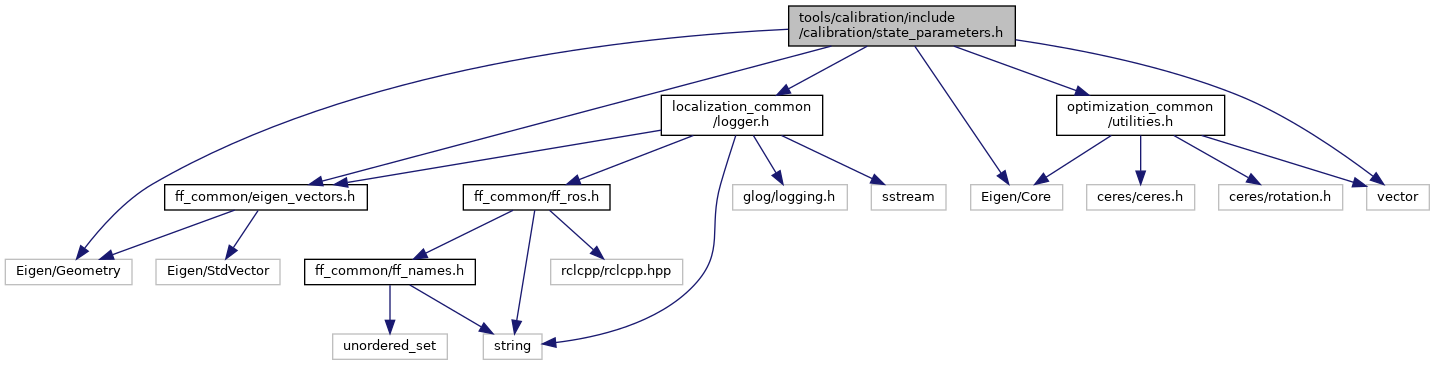 tools/calibration/include
/calibration/state_parameters.h
localization_common
/logger.h
optimization_common
/utilities.h
ff_common/eigen_vectors.h
ff_common/ff_ros.h
glog/logging.h
sstream
Eigen/Core
ceres/ceres.h
ceres/rotation.h
vector
Eigen/Geometry
Eigen/StdVector
ff_common/ff_names.h
rclcpp/rclcpp.hpp
unordered_set
string